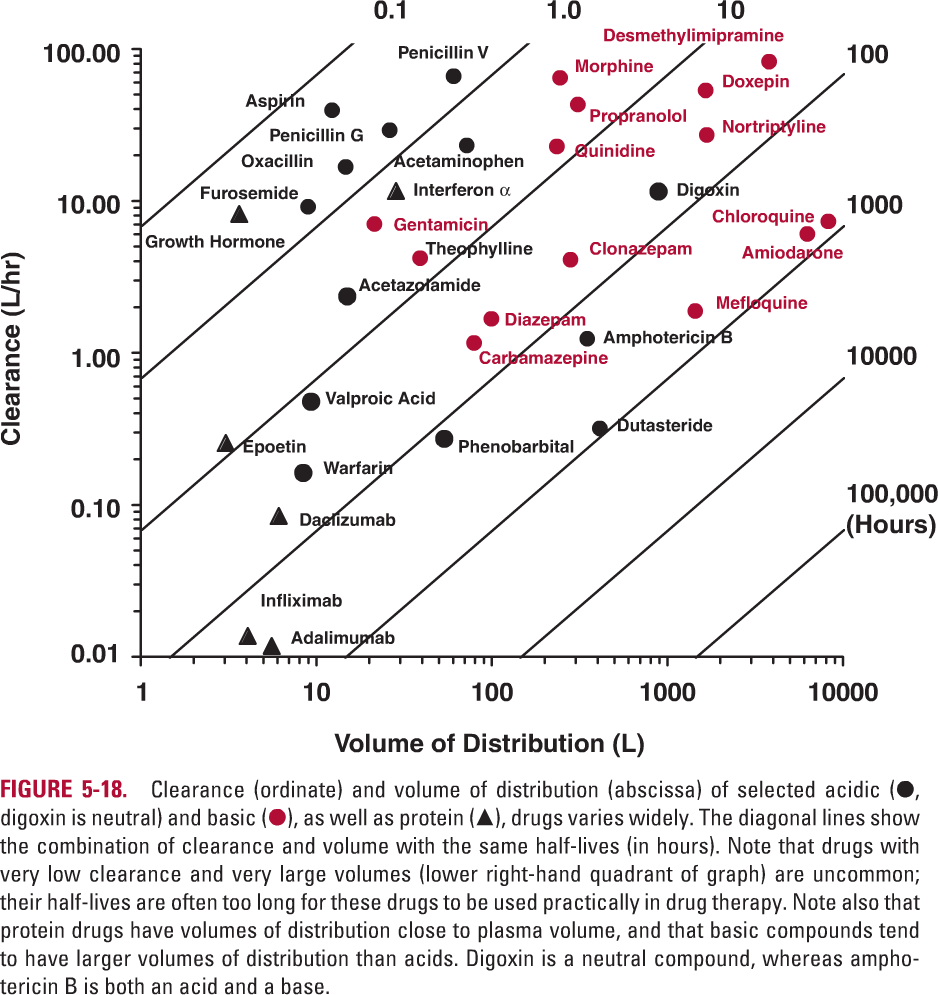 0.1 1.0 10
Desmethylimipramine
100.00
Penicillin V
100
Morphine
Doxepin
Aspirin
Propranolol
Penicillin G
Nortriptyline
Quinidine
Oxacillin
Acetaminophen
Furosemide
Interferon α
Digoxin
10.00
1000
Chloroquine
Gentamicin
Growth Hormone
Theophylline
Clonazepam
Amiodarone
Acetazolamide
Mefloquine
Diazepam
Amphotericin B
1.00
Carbamazepine
10000
Valproic Acid
Dutasteride
Epoetin
Phenobarbital
Warfarin
100,000
(Hours)
0.10
Daclizumab
Infliximab
Adalimumab
0.01
Clearance (L/hr)
1 10 100 1000 10000
Volume of Distribution (L)
FIGURE 5-18. Clearance (ordinate) and volume of distribution (abscissa) of selected acidic (●,
digoxin is neutral) and basic (●), as well as protein (▲), drugs varies widely. The diagonal lines show
the combination of clearance and volume with the same half-lives (in hours). Note that drugs with
very low clearance and very large volumes (lower right-hand quadrant of graph) are uncommon;
their half-lives are often too long for these drugs to be used practically in drug therapy. Note also that
protein drugs have volumes of distribution close to plasma volume, and that basic compounds tend
to have larger volumes of distribution than acids. Digoxin is a neutral compound, whereas ampho-
tericin B is both an acid and a base.